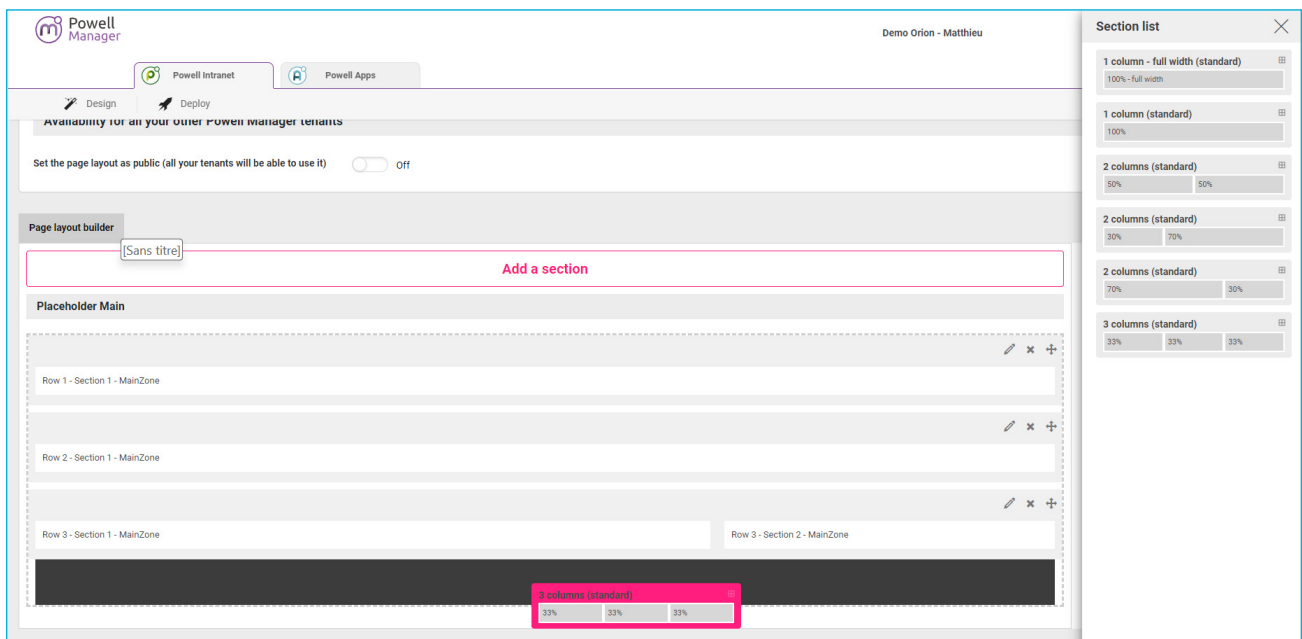 Powell
Manager
Demo Orion - Matthieu
Powell Intranet
Powell Apps
Design
Deploy
Availability for all your other Powell Manager tenants
Set the page layout as public (all your tenants will be able to use it)
Off
Page layout builder
[Sans titre]
Add a section
Placeholder Main
Row 1 - Section 1 - MainZone
Row 2 - Section 1 - MainZone
Row 3 - Section 1 - MainZone
Row 3 - Section 2 - MainZone
3 columns (standard)
33% 33% 33%
Section list
1 column - full width (standard)
100% - full width
1 column (standard)
100%
2 columns (standard)
50% 50%
2 columns (standard)
30% 70%
2 columns (standard)
70% 30%
3 columns (standard)
33% 33% 33%